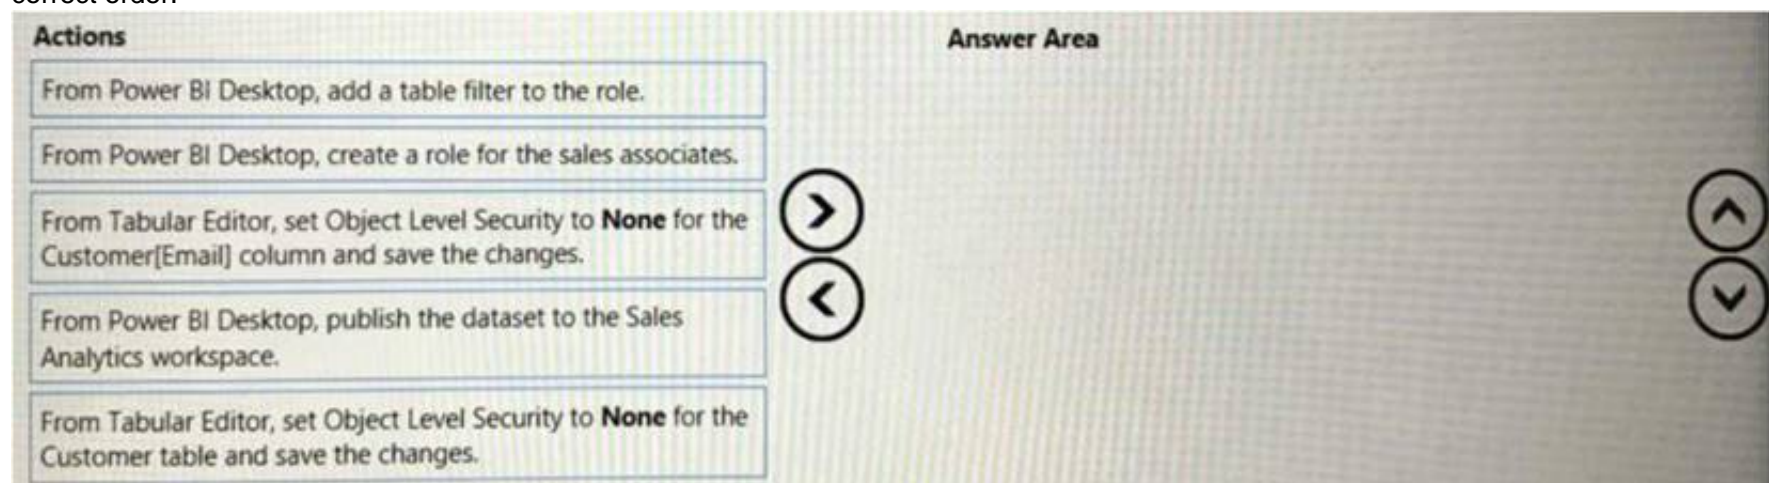 correct order.
Actions
Answer Area
From Power BI Desktop, add a table filter to the role.
From Power BI Desktop, create a role for the sales associates.
From Tabular Editor, set Object Level Security to None for the
Customer[Email] column and save the changes.
From Power BI Desktop, publish the dataset to the Sales
Analytics workspace.
From Tabular Editor, set Object Level Security to None for the
Customer table and save the changes.